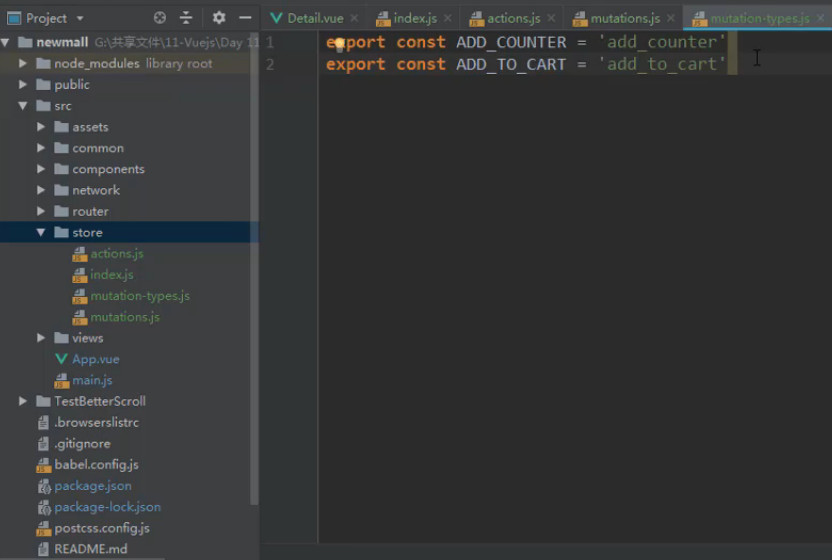 Project
Detail.vue
index.js
actions.js
mutations.js
mutation-types.js
newmall G:\共享文件\11-Vuejs\Day 11
node_modules library root
public
src
assets
common
components
network
router
store
actions.js
index.js
mutation-types.js
mutations.js
views
App.vue
main.js
TestBetterScroll
.browserslistrc
.gitignore
babel.config.js
package.json
package-lock.json
postcss.config.js
README.md
1 export const ADD_COUNTER = 'add_counter'
2 export const ADD_TO_CART = 'add_to_cart'